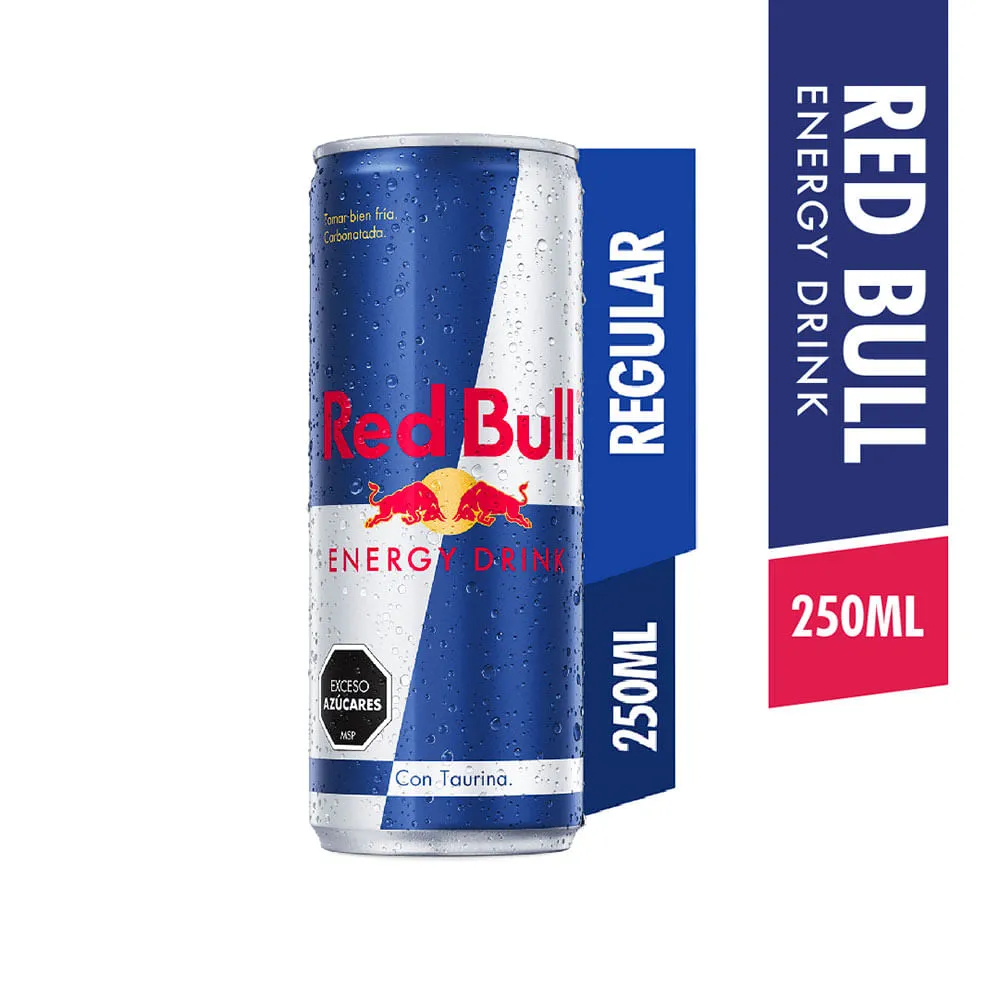 Tomar bien fría.
Carbonatada.
Red Bull
ENERGY DRINK
EXCESO
AZÚCARES
MSP
Con Taurina.
REGULAR
250ML
RED BULL
ENERGY DRINK
250ML